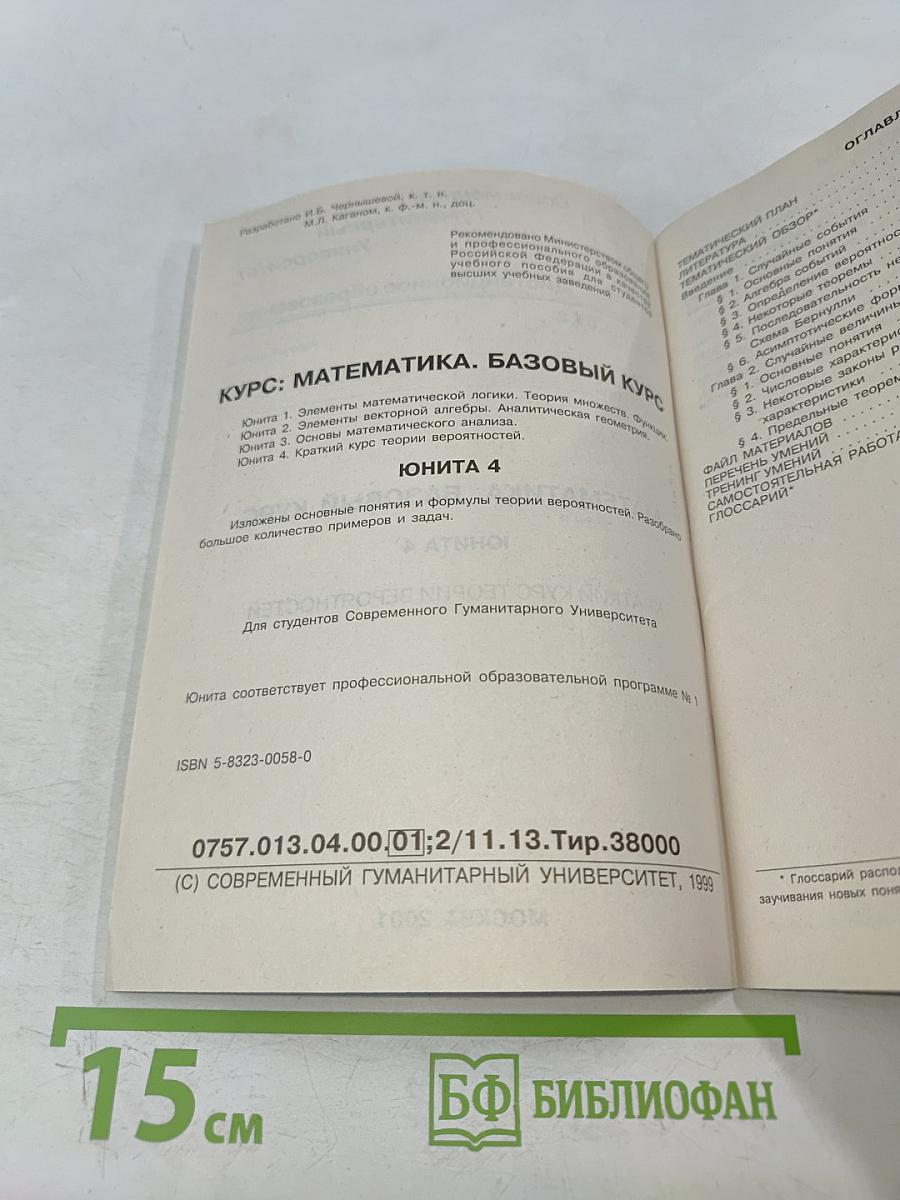 Разработано И.Б. Чернышевой, к. т. н.
М.Л. Каганом, к. ф.-м. н., доц.
Рекомендовано Министерством общего
и профессионального образования
Российской Федерации в качестве
учебного пособия для студентов
высших учебных заведений
КУРС: МАТЕМАТИКА. БАЗОВЫЙ КУРС
Юнита 1. Элементы математической логики. Теория множеств. Функции.
Юнита 2. Элементы векторной алгебры. Аналитическая геометрия.
Юнита 3. Основы математического анализа.
Юнита 4. Краткий курс теории вероятностей.
ЮНИТА 4
Изложены основные понятия и формулы теории вероятностей. Разобрано
большое количество примеров и задач.
Для студентов Современного Гуманитарного Университета
Юнита соответствует профессиональной образовательной программе № 1
ISBN 5-8323-0058-0
0757.013.04.00.01;2/11.13.Тир.38000
(С) СОВРЕМЕННЫЙ ГУМАНИТАРНЫЙ УНИВЕРСИТЕТ, 1999
ОГЛАВЛ
ТЕМАТИЧЕСКИЙ ПЛАН
ЛИТЕРАТУРА
ТЕМАТИЧЕСКИЙ ОБЗОР*
Введение
Глава 1. Случайные события
§ 1. Основные понятия
§ 2. Алгебра событий
§ 3. Определение вероятнос
§ 4. Некоторые теоремы
§ 5. Последовательность не
Схема Бернулли
§ 6. Асимптотические фор
Глава 2. Случайные величины
§ 1. Основные понятия
§ 2. Числовые характерис
§ 3. Некоторые законы р
характеристики
§ 4. Предельные теорем
ФАЙЛ МАТЕРИАЛОВ
ПЕРЕЧЕНЬ УМЕНИЙ
ТРЕНИНГ УМЕНИЙ
САМОСТОЯТЕЛЬНАЯ РАБОТА
ГЛОССАРИЙ*
* Глоссарий распол
заучивания новых поня
15 см
БФ БИБЛИОФАН